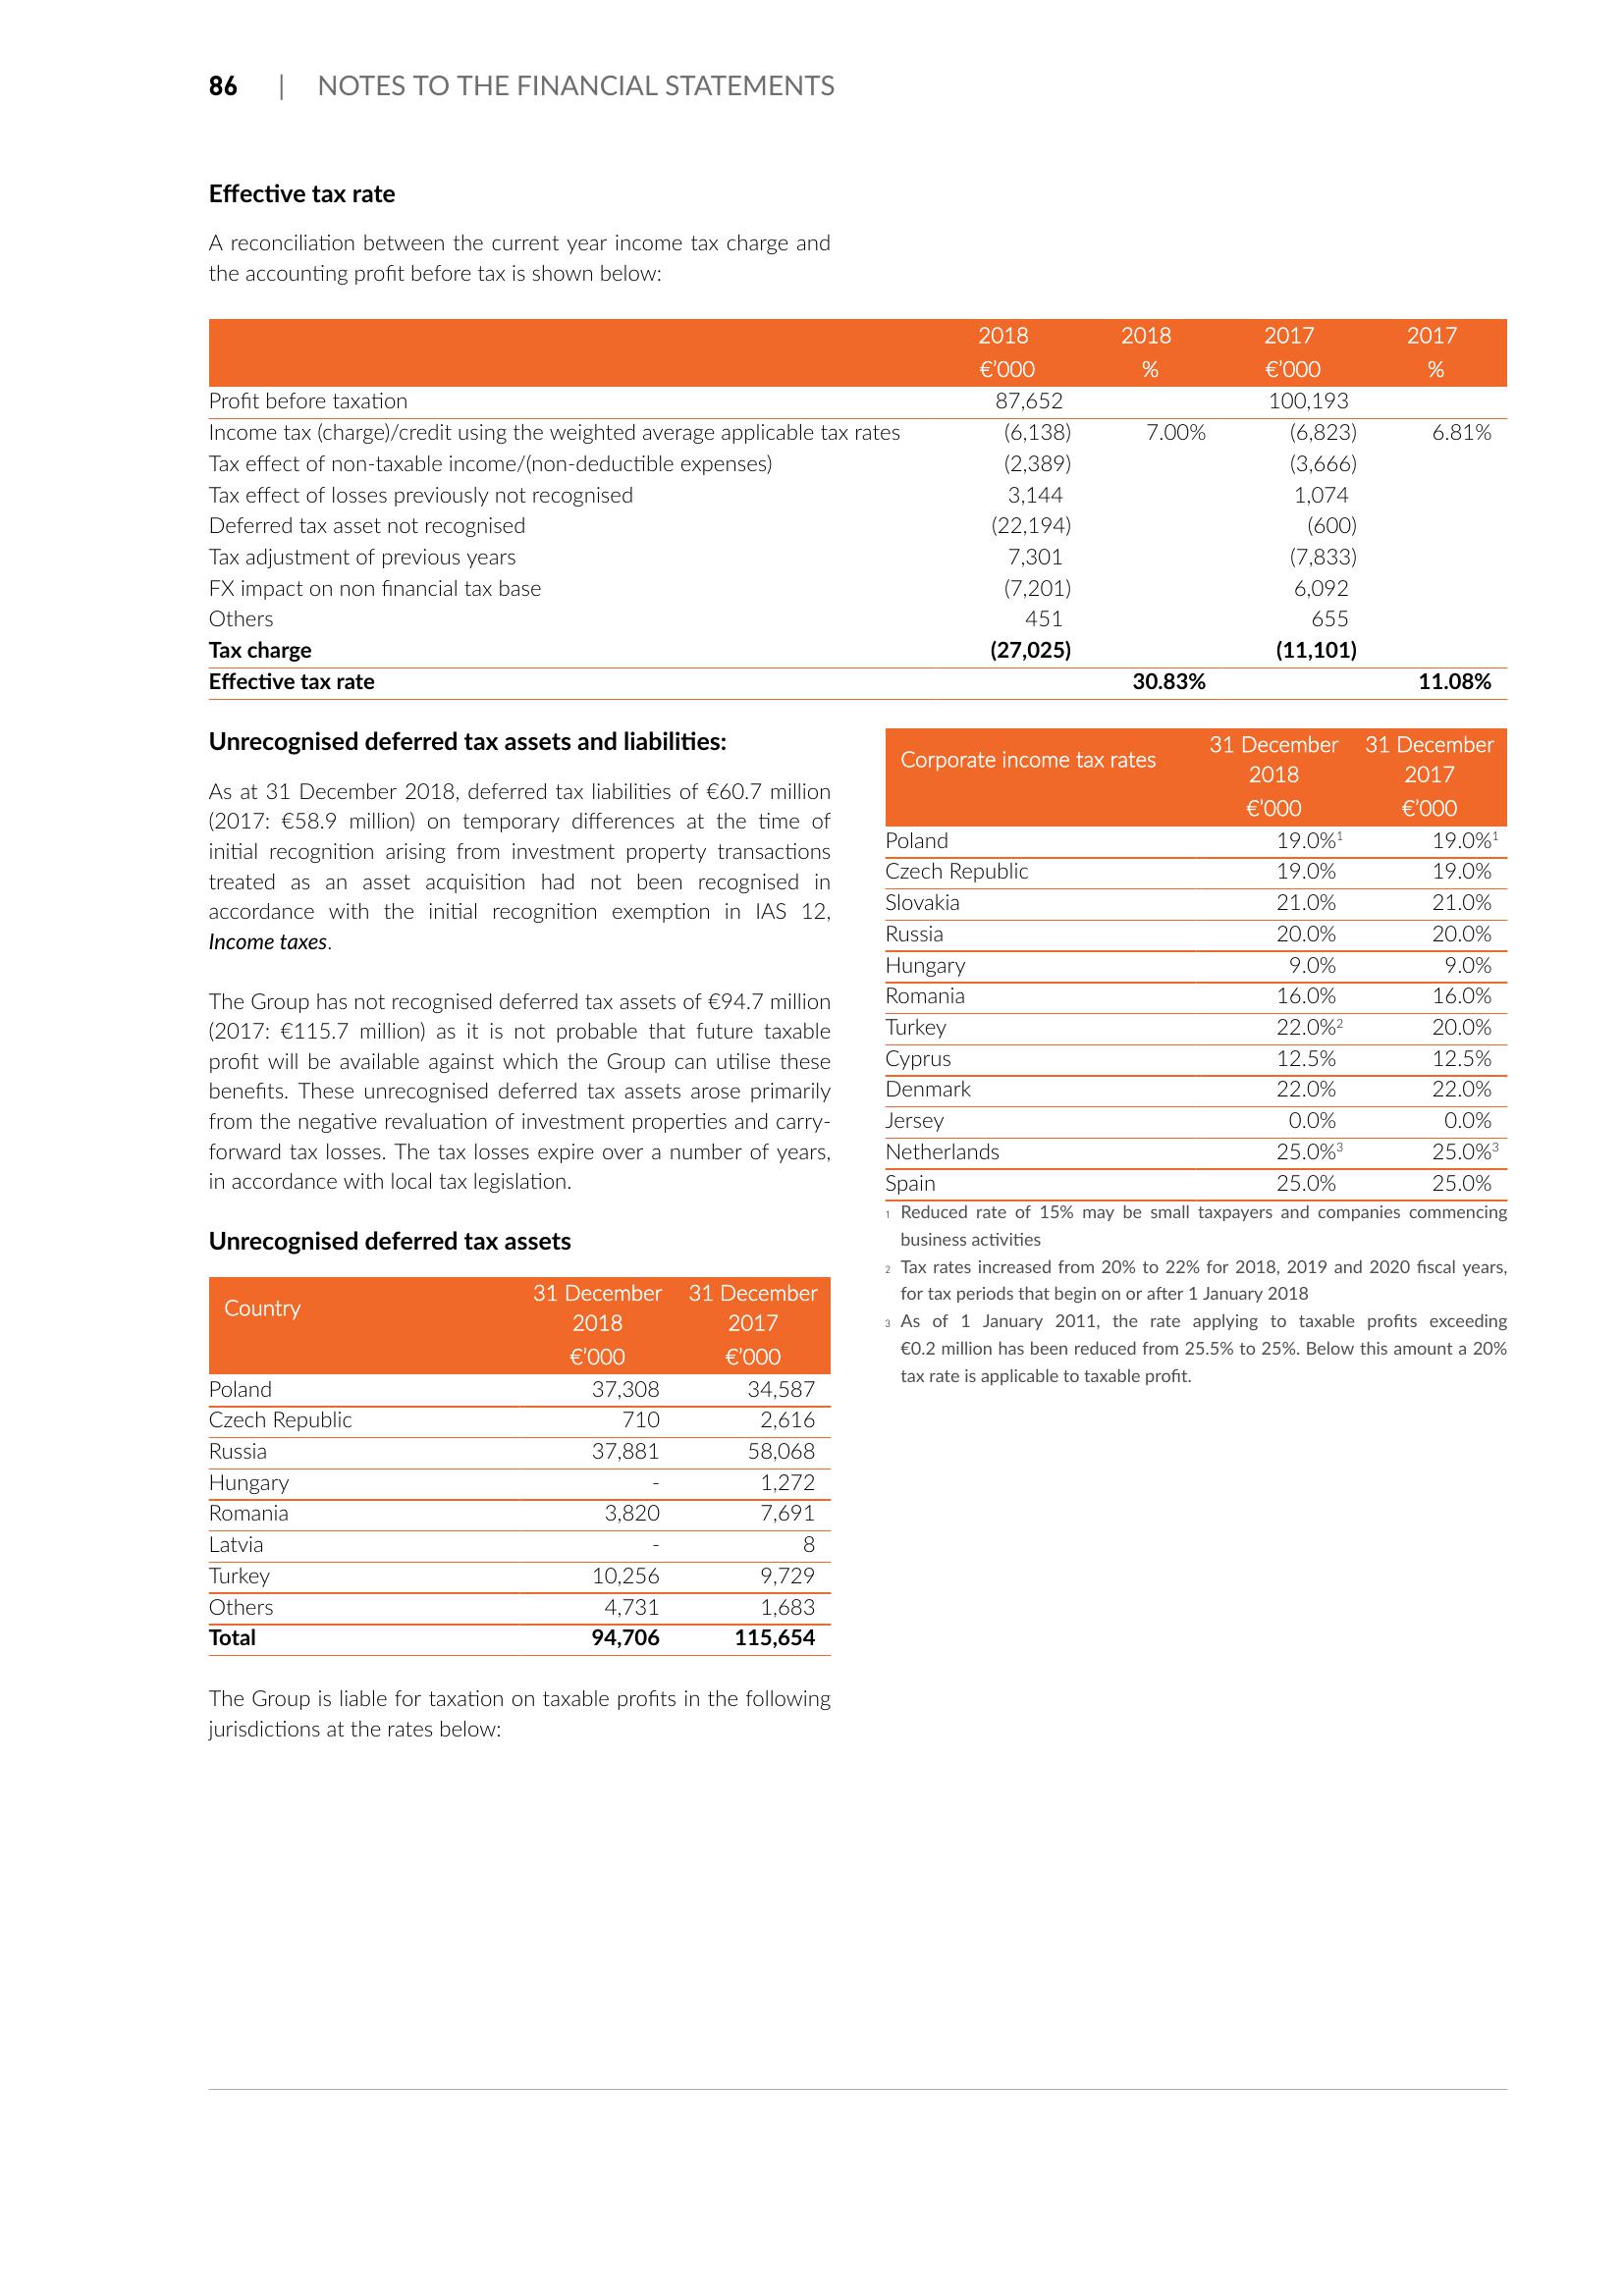 86 | NOTES TO THE FINANCIAL STATEMENTS
Effective tax rate
A reconciliation between the current year income tax charge and
the accounting profit before tax is shown below:
2018 2018 2017 2017
€'000 % €'000 %
Profit before taxation 87,652 100,193
Income tax (charge)/credit using the weighted average applicable tax rates (6,138) 7.00% (6,823) 6.81%
Tax effect of non-taxable income/(non-deductible expenses) (2,389) (3,666)
Tax effect of losses previously not recognised 3,144 1,074
Deferred tax asset not recognised (22,194) (600)
Tax adjustment of previous years 7,301 (7,833)
FX impact on non financial tax base (7,201) 6,092
Others 451 655
Tax charge (27,025) (11,101)
Effective tax rate 30.83% 11.08%
Unrecognised deferred tax assets and liabilities:
As at 31 December 2018, deferred tax liabilities of €60.7 million
(2017: €58.9 million) on temporary differences at the time of
initial recognition arising from investment property transactions
treated as an asset acquisition had not been recognised in
accordance with the initial recognition exemption in IAS 12,
Income taxes.
The Group has not recognised deferred tax assets of €94.7 million
(2017: €115.7 million) as it is not probable that future taxable
profit will be available against which the Group can utilise these
benefits. These unrecognised deferred tax assets arose primarily
from the negative revaluation of investment properties and carry-
forward tax losses. The tax losses expire over a number of years,
in accordance with local tax legislation.
Unrecognised deferred tax assets
Country 31 December 31 December
2018 2017
€'000 €'000
Poland 37,308 34,587
Czech Republic 710 2,616
Russia 37,881 58,068
Hungary - 1,272
Romania 3,820 7,691
Latvia - 8
Turkey 10,256 9,729
Others 4,731 1,683
Total 94,706 115,654
The Group is liable for taxation on taxable profits in the following
jurisdictions at the rates below:
Corporate income tax rates 31 December 31 December
2018 2017
€'000 €'000
Poland 19.0%¹ 19.0%¹
Czech Republic 19.0% 19.0%
Slovakia 21.0% 21.0%
Russia 20.0% 20.0%
Hungary 9.0% 9.0%
Romania 16.0% 16.0%
Turkey 22.0%² 20.0%
Cyprus 12.5% 12.5%
Denmark 22.0% 22.0%
Jersey 0.0% 0.0%
Netherlands 25.0%³ 25.0%³
Spain 25.0% 25.0%
1 Reduced rate of 15% may be small taxpayers and companies commencing
business activities
2 Tax rates increased from 20% to 22% for 2018, 2019 and 2020 fiscal years,
for tax periods that begin on or after 1 January 2018
3 As of 1 January 2011, the rate applying to taxable profits exceeding
€0.2 million has been reduced from 25.5% to 25%. Below this amount a 20%
tax rate is applicable to taxable profit.